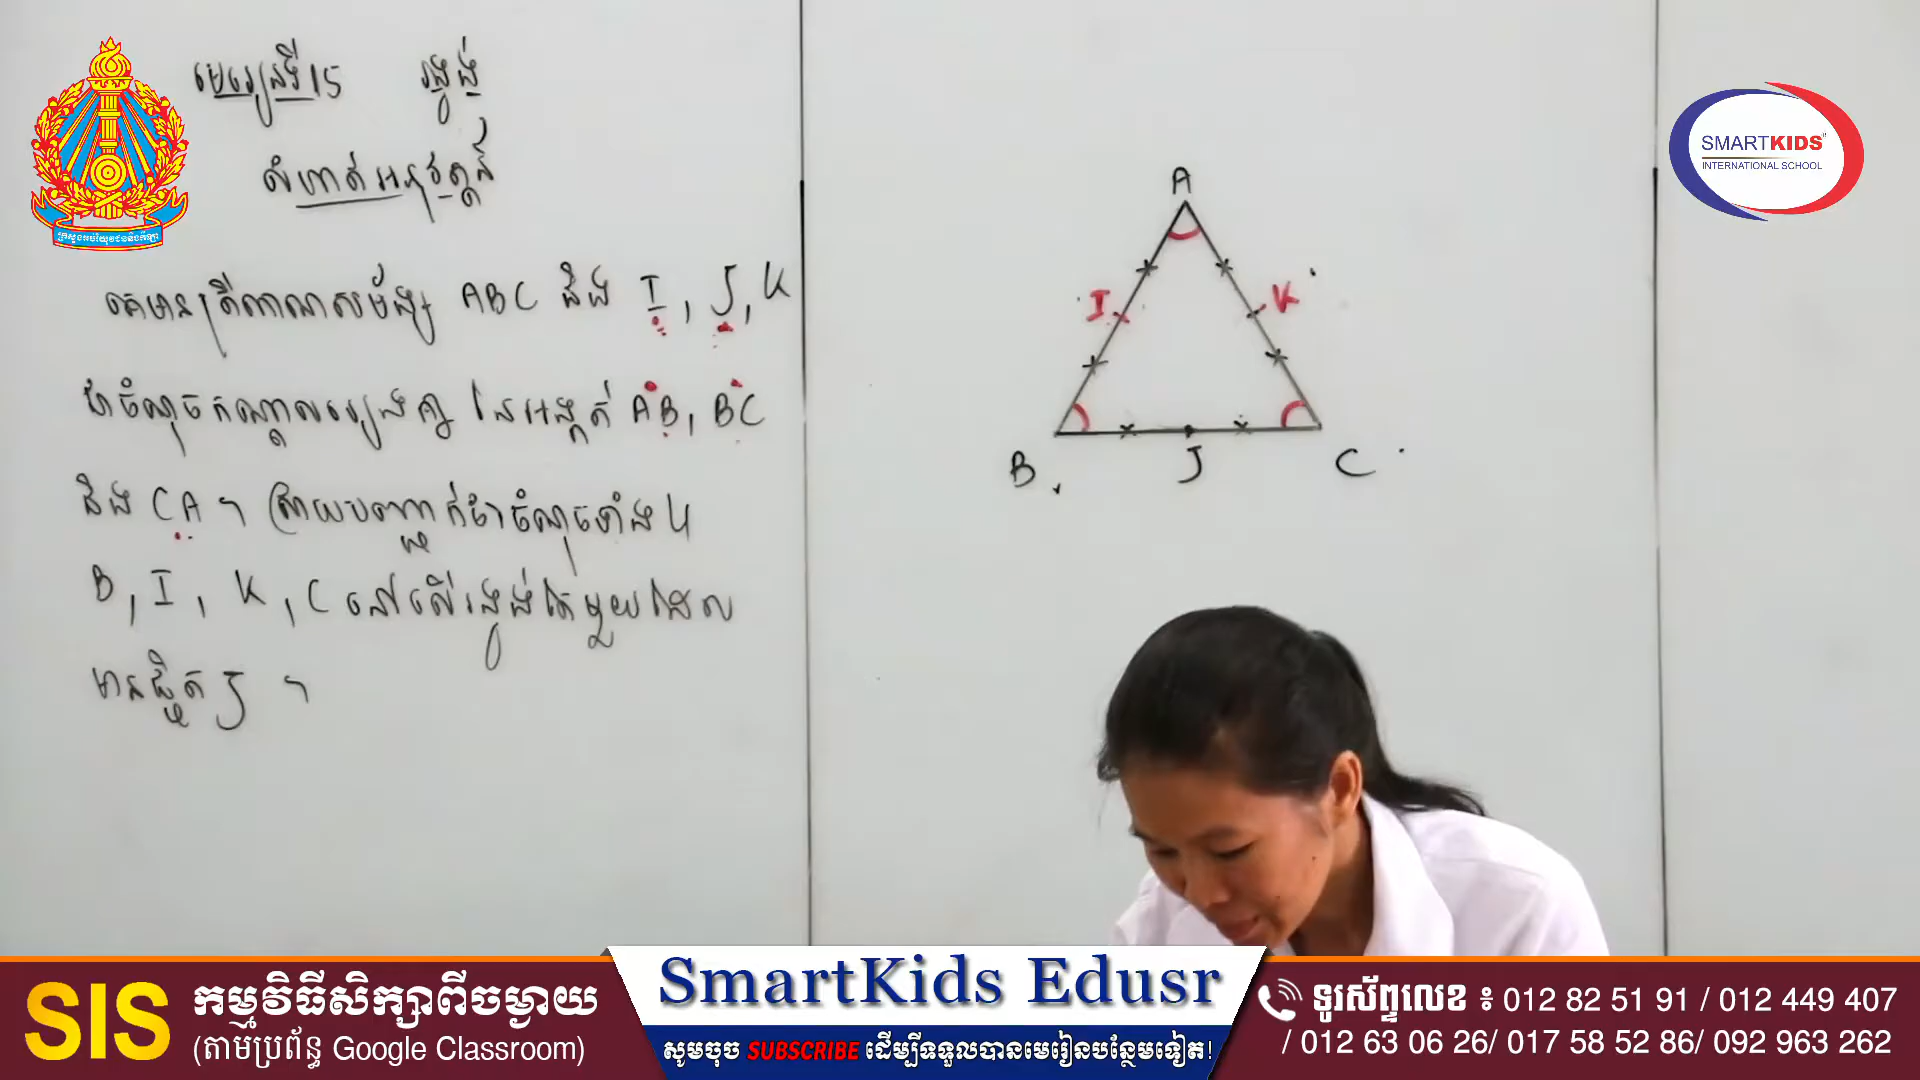 មេរៀនទី15 រង្វង់
លំហាត់អនុវត្តន៍
គេមានត្រីកោណសម័ង្ស ABC និង I, J, K
ជាចំណុចកណ្តាលរៀងគ្នា នៃអង្កត់ AB, BC
និង CA ។ ស្រាយបញ្ជាក់ថាចំណុចទាំង 4
B, I, K, C នៅលើរង្វង់តែមួយដែល
មានផ្ចិត J ។
A
I
K
B
J
C
SMARTKIDS
INTERNATIONAL SCHOOL
SIS
កម្មវិធីសិក្សាពីចម្ងាយ
(តាមប្រព័ន្ធ Google Classroom)
SmartKids Edusr
សូមចុច SUBSCRIBE ដើម្បីទទួលបានមេរៀនបន្ថែមទៀត!
ទូរស័ព្ទលេខ ៖ 012 82 51 91 / 012 449 407
/ 012 63 06 26/ 017 58 52 86/ 092 963 262